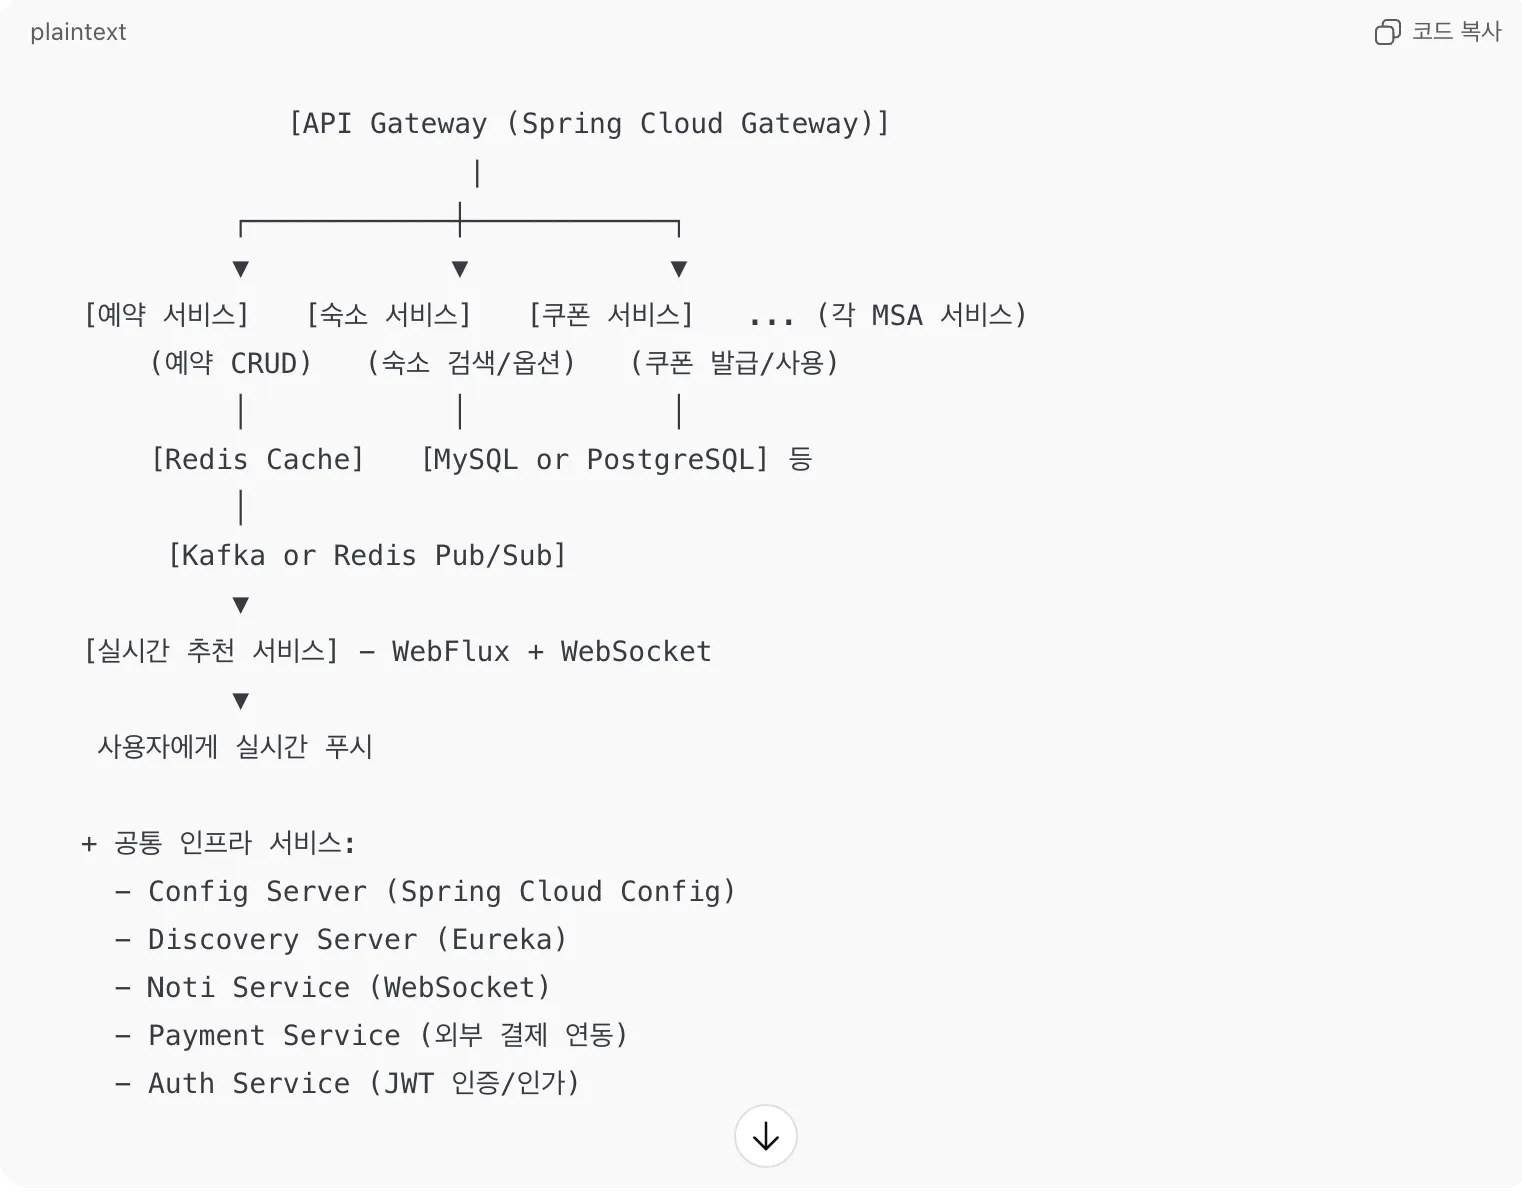 plaintext
코드 복사
[API Gateway (Spring Cloud Gateway)]
|
┌────────────┼────────────┐
▼ ▼ ▼
[예약 서비스] [숙소 서비스] [쿠폰 서비스] ... (각 MSA 서비스)
(예약 CRUD) (숙소 검색/옵션) (쿠폰 발급/사용)
│ │ │
[Redis Cache] [MySQL or PostgreSQL] 등
│
[Kafka or Redis Pub/Sub]
▼
[실시간 추천 서비스] – WebFlux + WebSocket
▼
사용자에게 실시간 푸시
+ 공통 인프라 서비스:
– Config Server (Spring Cloud Config)
– Discovery Server (Eureka)
– Noti Service (WebSocket)
– Payment Service (외부 결제 연동)
– Auth Service (JWT 인증/인가)